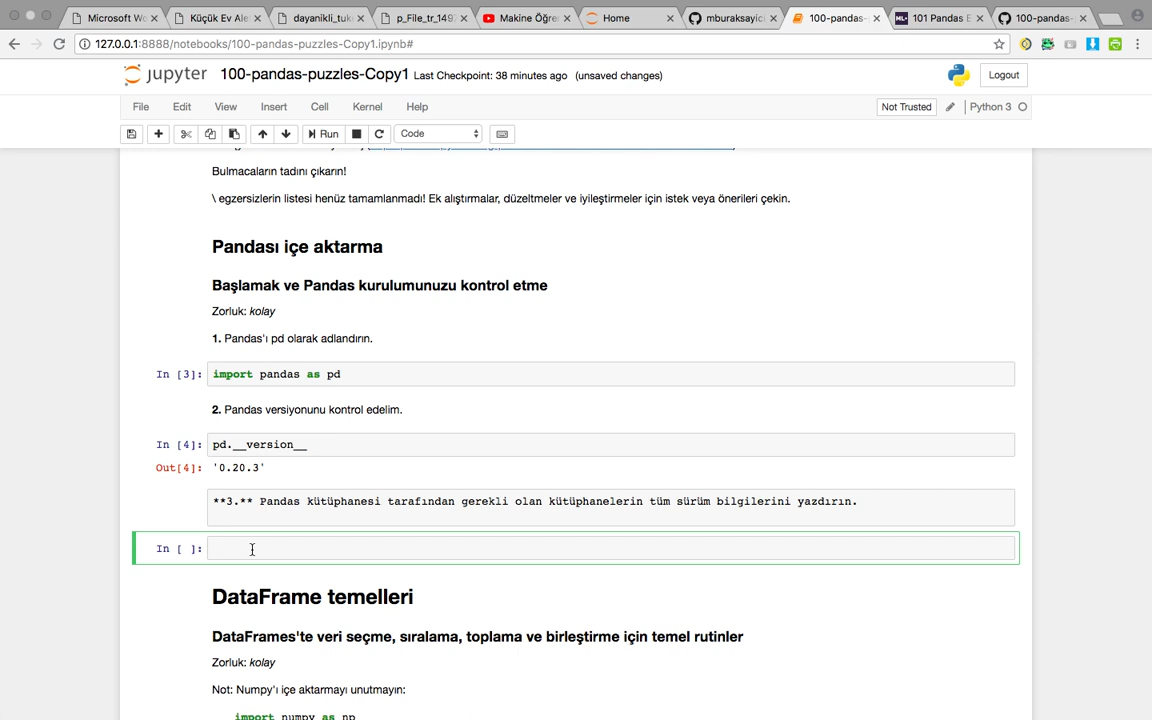 Microsoft Wo
Küçük Ev Ale
dayanikli_tuk
p_File_tr_149
Makine Öğre
Home
mburaksayic
100-pandas-
101 Pandas E
100-pandas-
127.0.0.1:8888/notebooks/100-pandas-puzzles-Copy1.ipynb#
jupyter 100-pandas-puzzles-Copy1 Last Checkpoint: 38 minutes ago (unsaved changes)
Logout
File Edit View Insert Cell Kernel Help
Not Trusted
Python 3
Run
Code
Bulmacaların tadını çıkarın!
\ egzersizlerin listesi henüz tamamlanmadı! Ek alıştırmalar, düzeltmeler ve iyileştirmeler için istek veya önerileri çekin.
Pandası içe aktarma
Başlamak ve Pandas kurulumunuzu kontrol etme
Zorluk: kolay
1. Pandas'ı pd olarak adlandırın.
In [3]: import pandas as pd
2. Pandas versiyonunu kontrol edelim.
In [4]: pd.__version__
Out[4]: '0.20.3'
**3.** Pandas kütüphanesi tarafından gerekli olan kütüphanelerin tüm sürüm bilgilerini yazdırın.
In [ ]:
DataFrame temelleri
DataFrames'te veri seçme, sıralama, toplama ve birleştirme için temel rutinler
Zorluk: kolay
Not: Numpy'ı içe aktarmayı unutmayın:
import numpy as np